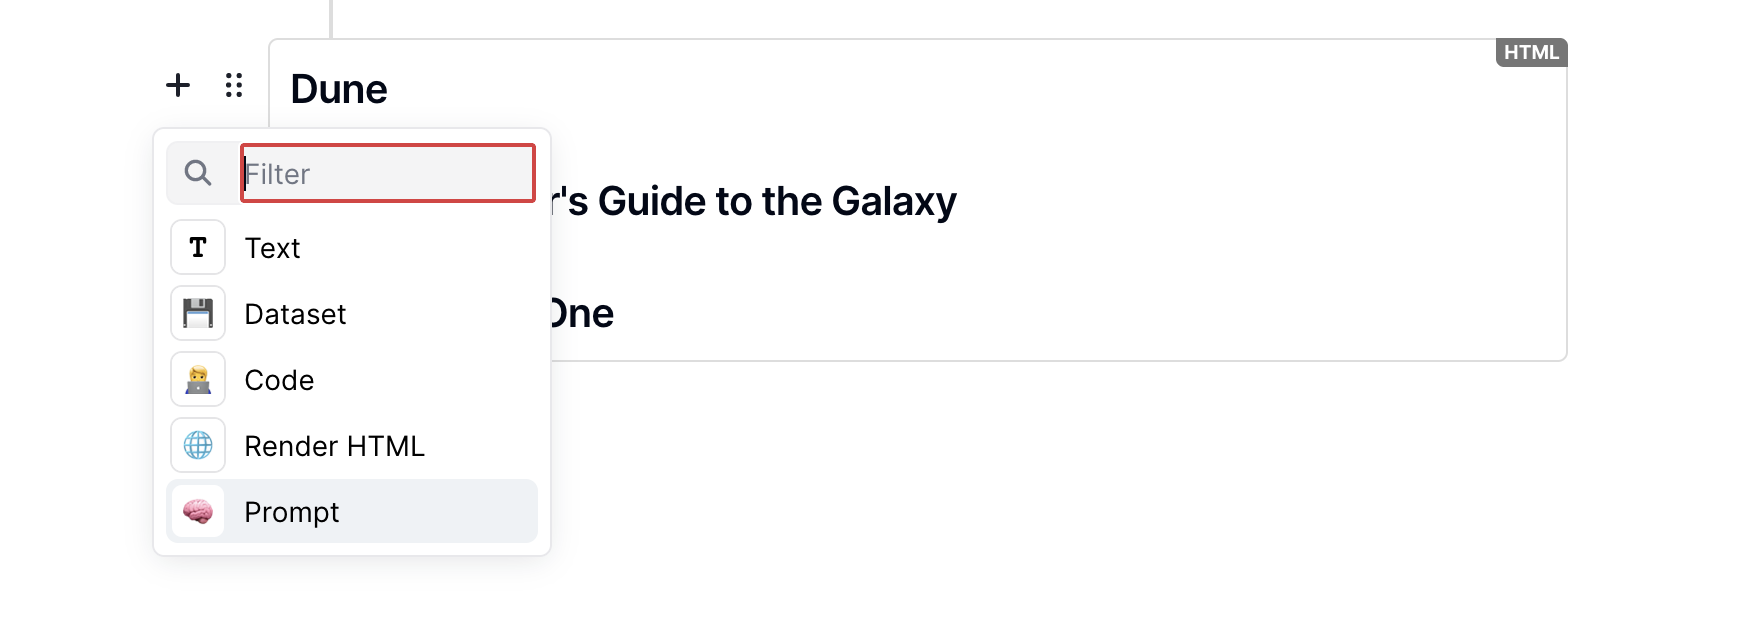 HTML
Dune
Filter
r's Guide to the Galaxy
Text
Dataset
One
Code
Render HTML
Prompt